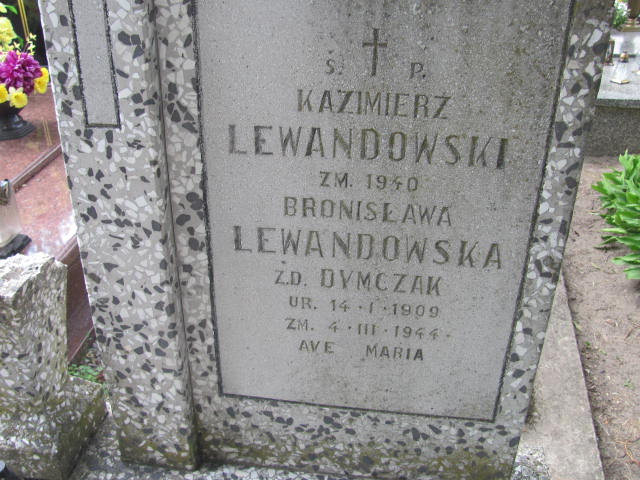 Ś. P.
KAZIMIERZ
LEWANDOWSKI
ZM. 1940
BRONISŁAWA
LEWANDOWSKA
Z.D. DYMCZAK
UR. 14·I·1909
ZM. 4·III·1944·
AVE MARIA